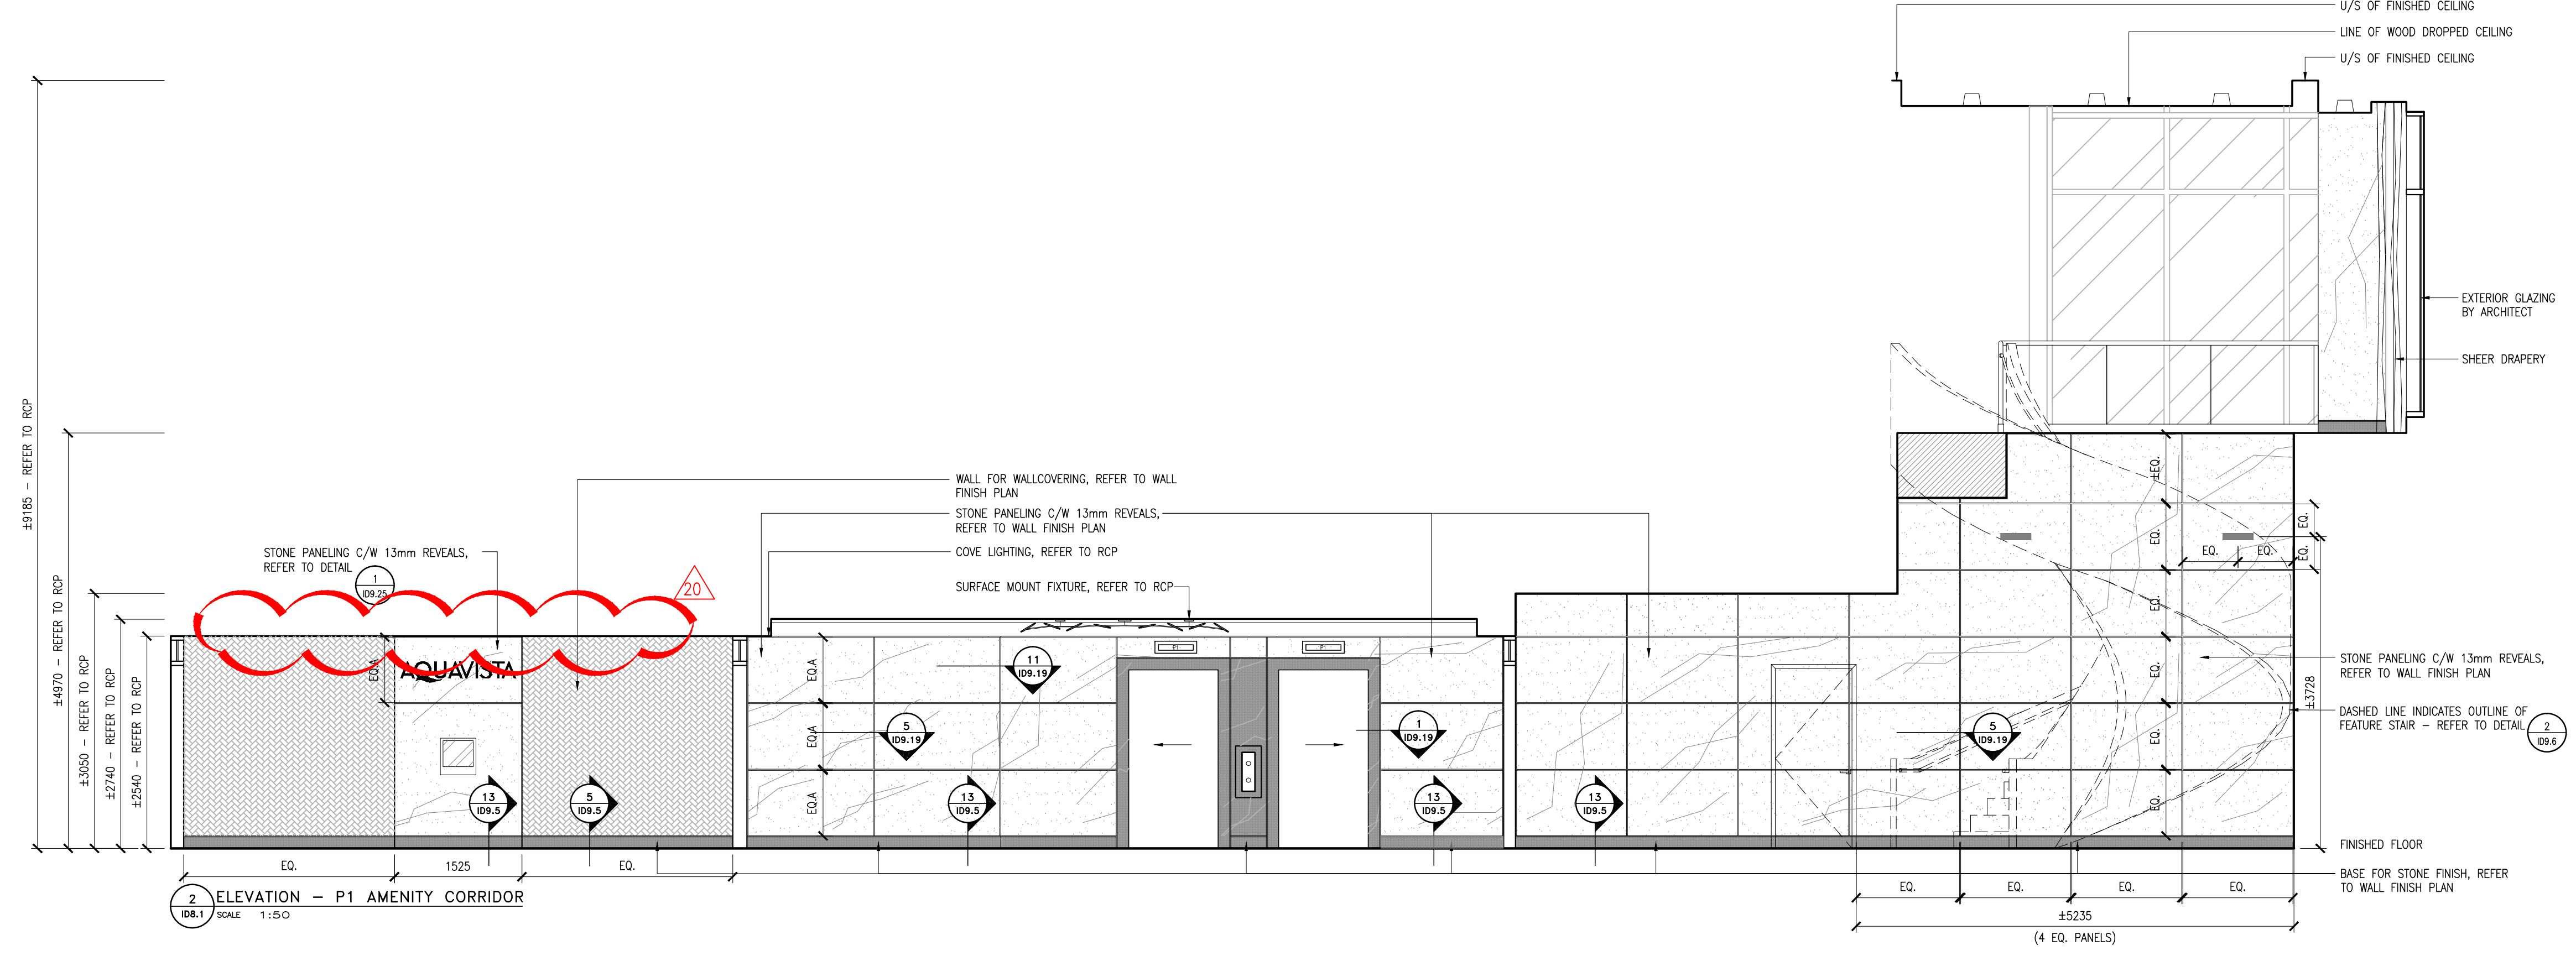 U/S OF FINISHED CEILING
LINE OF WOOD DROPPED CEILING
U/S OF FINISHED CEILING
EXTERIOR GLAZING
BY ARCHITECT
SHEER DRAPERY
±9185 - REFER TO RCP
±4970 - REFER TO RCP
±3050 - REFER TO RCP
±2740 - REFER TO RCP
±2540 - REFER TO RCP
WALL FOR WALLCOVERING, REFER TO WALL
FINISH PLAN
STONE PANELING C/W 13mm REVEALS,
REFER TO WALL FINISH PLAN
COVE LIGHTING, REFER TO RCP
SURFACE MOUNT FIXTURE, REFER TO RCP
STONE PANELING C/W 13mm REVEALS,
REFER TO DETAIL
1
ID9.25
20
AQUAVISTA
EQ.A
EQ.A
EQ.A
EQ.A
P1
P1
11
ID9.19
5
ID9.19
1
ID9.19
5
ID9.19
13
ID9.5
5
ID9.5
13
ID9.5
13
ID9.5
13
ID9.5
±EQ.
EQ.
EQ.
EQ.
EQ.
EQ.
EQ.
EQ.
EQ.
EQ.
±3728
STONE PANELING C/W 13mm REVEALS,
REFER TO WALL FINISH PLAN
DASHED LINE INDICATES OUTLINE OF
FEATURE STAIR - REFER TO DETAIL
2
ID9.6
FINISHED FLOOR
BASE FOR STONE FINISH, REFER
TO WALL FINISH PLAN
EQ.
1525
EQ.
EQ.
EQ.
EQ.
EQ.
±5235
(4 EQ. PANELS)
2
ID8.1
ELEVATION - P1 AMENITY CORRIDOR
SCALE 1:50